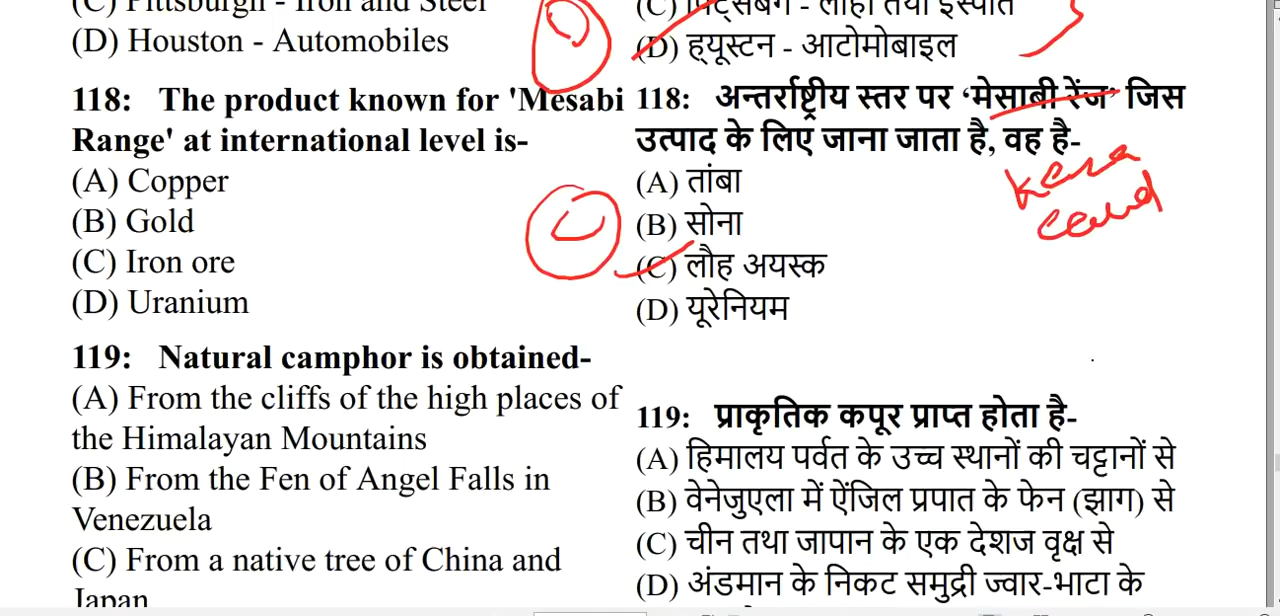 (C) Pittsburgh - Iron and Steel
(D) Houston - Automobiles
118: The product known for 'Mesabi
Range' at international level is-
(A) Copper
(B) Gold
(C) Iron ore
(D) Uranium
119: Natural camphor is obtained-
(A) From the cliffs of the high places of
the Himalayan Mountains
(B) From the Fen of Angel Falls in
Venezuela
(C) From a native tree of China and
Japan
(C) पिट्सबर्ग - लोहा तथा इस्पात
(D) ह्यूस्टन - आटोमोबाइल
118: अन्तर्राष्ट्रीय स्तर पर ‘मेसाबी रेंज’ जिस
उत्पाद के लिए जाना जाता है, वह है-
(A) तांबा
(B) सोना
(C) लौह अयस्क
(D) यूरेनियम
119: प्राकृतिक कपूर प्राप्त होता है-
(A) हिमालय पर्वत के उच्च स्थानों की चट्टानों से
(B) वेनेजुएला में ऐंजिल प्रपात के फेन (झाग) से
(C) चीन तथा जापान के एक देशज वृक्ष से
(D) अंडमान के निकट समुद्री ज्वार-भाटा के